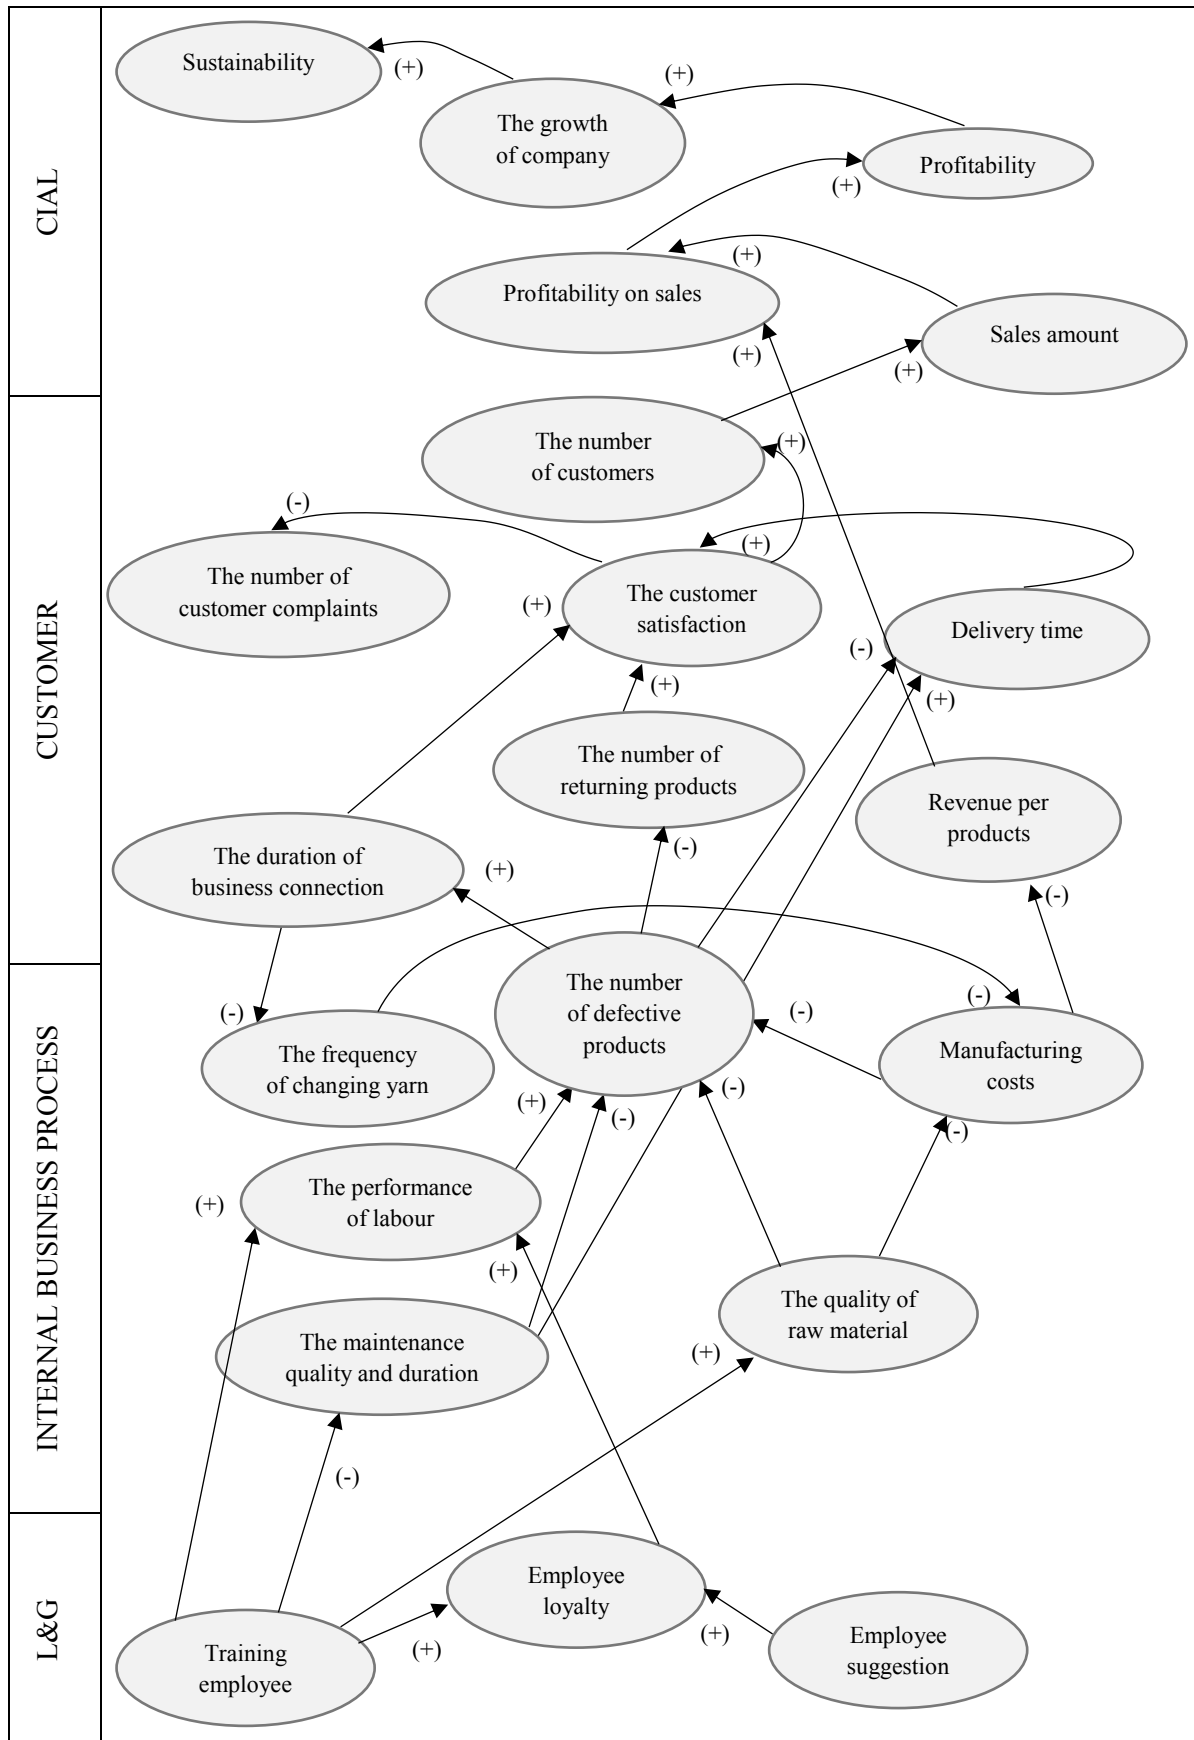 CIAL
Sustainability
(+)
The growth
of company
(+)
Profitability
(+)
Profitability on sales
(+)
(+)
Sales amount
(+)
CUSTOMER
The number
of customers
(+)
(-)
The number of
customer complaints
(+)
The customer
satisfaction
(+)
Delivery time
(-)
(+)
(+)
The number of
returning products
Revenue per
products
(-)
The duration of
business connection
(+)
(-)
INTERNAL BUSINESS PROCESS
(-)
The frequency
of changing yarn
The number
of defective
products
(-)
(-)
Manufacturing
costs
(+)
(-)
(-)
(-)
The performance
of labour
(+)
(+)
The maintenance
quality and duration
The quality of
raw material
(+)
(-)
L&G
Employee
loyalty
(+)
(+)
Training
employee
Employee
suggestion